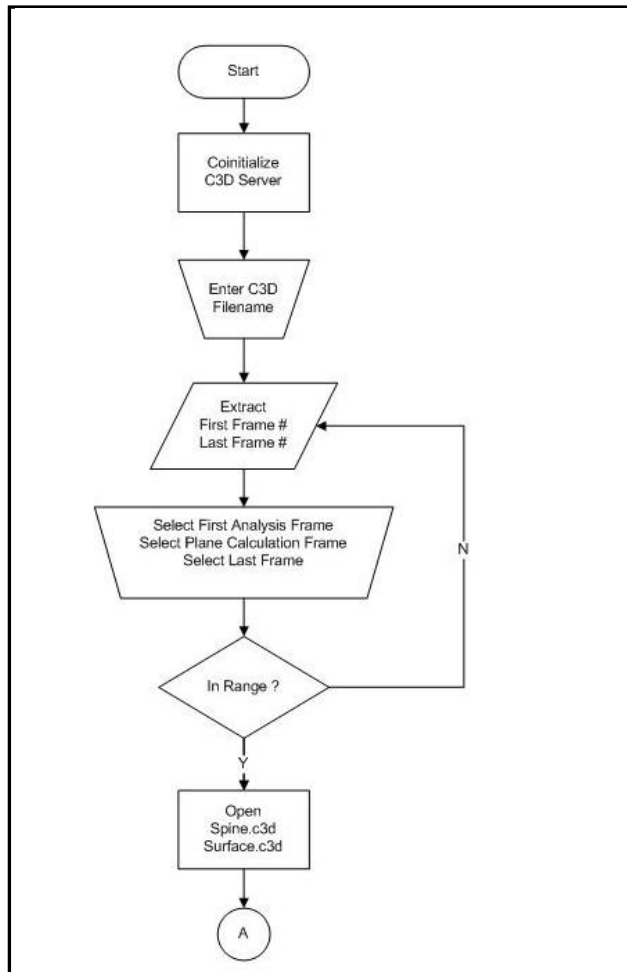 Start
Coinitialize
C3D Server
Enter C3D
Filename
Extract
First Frame #
Last Frame #
Select First Analysis Frame
Select Plane Calculation Frame
Select Last Frame
N
In Range ?
Y
Open
Spine.c3d
Surface.c3d
A